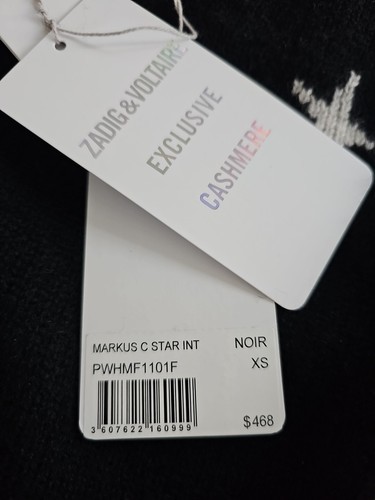 ZADIG&VOLTAIRE
EXCLUSIVE
CASHMERE
MARKUS C STAR INT NOIR
PWHMF1101F XS
3 607622 160999
$468